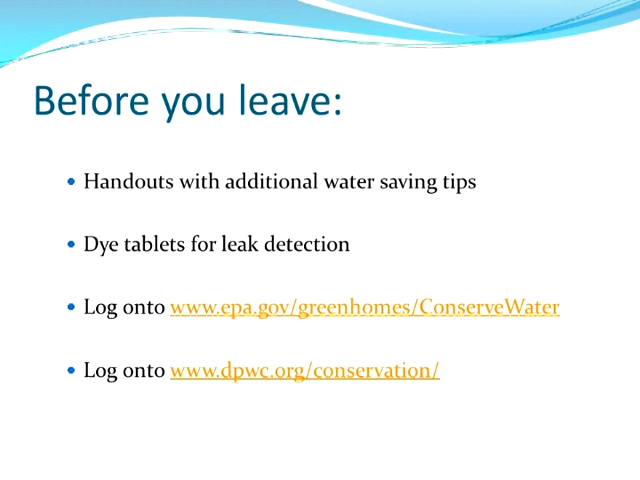 Before you leave:
• Handouts with additional water saving tips
• Dye tablets for leak detection
• Log onto www.epa.gov/greenhomes/ConserveWater
• Log onto www.dpwc.org/conservation/